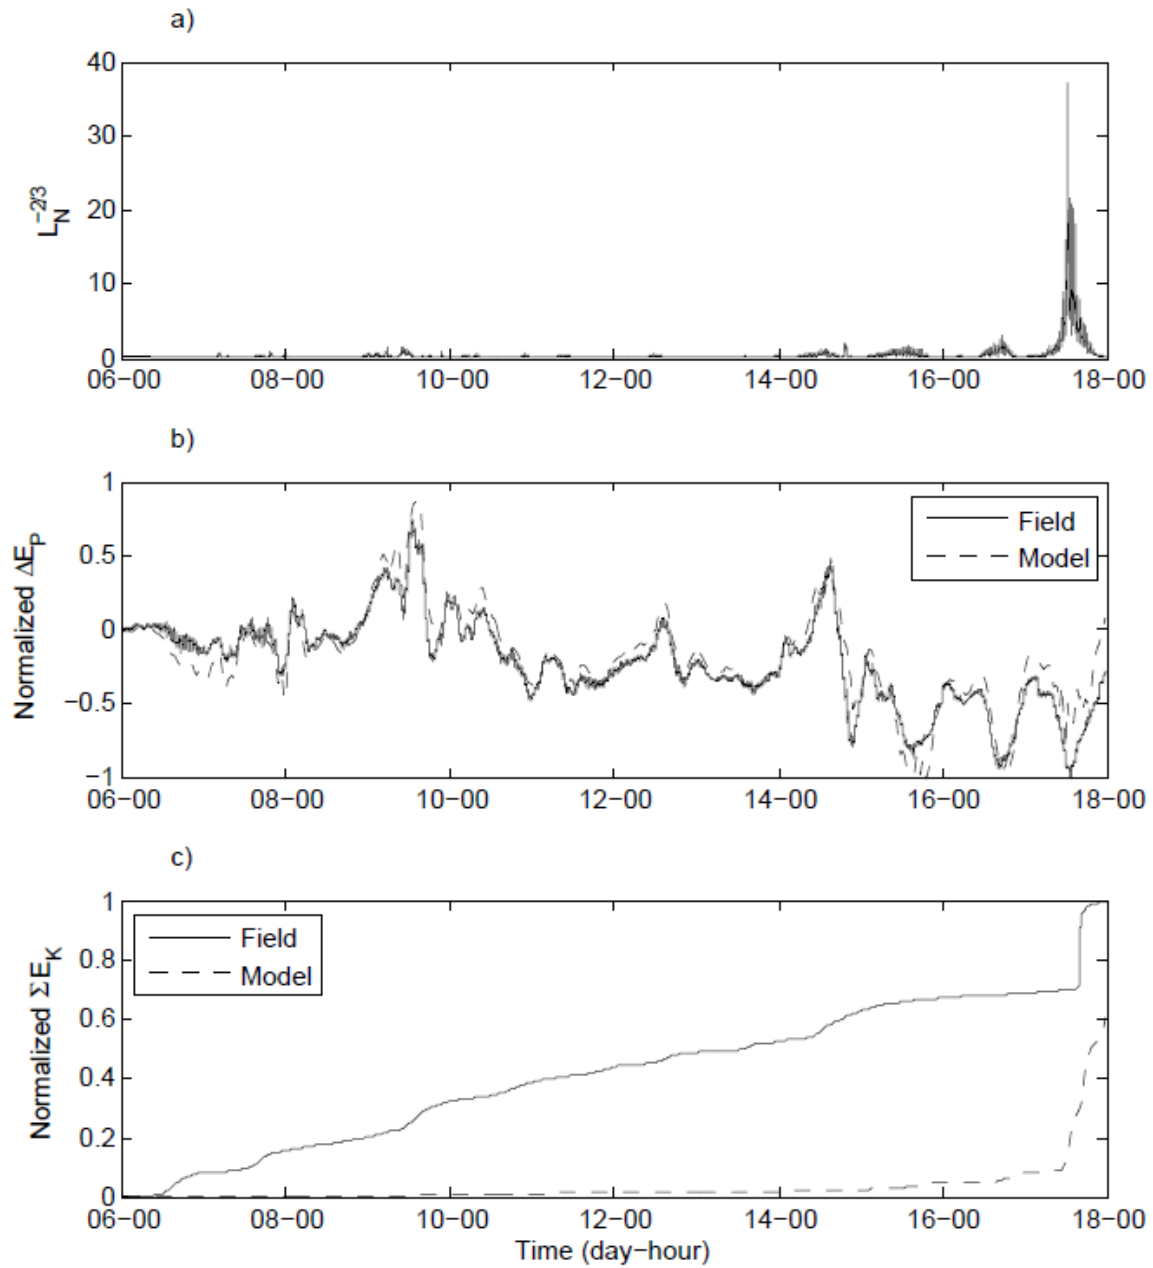 a)
40
30
20
10
0
L_N^−2/3
06−00 08−00 10−00 12−00 14−00 16−00 18−00
b)
1
0.5
0
−0.5
−1
Normalized ΔE_P
Field
Model
06−00 08−00 10−00 12−00 14−00 16−00 18−00
c)
1
0.8
0.6
0.4
0.2
0
Normalized ΣE_K
Field
Model
06−00 08−00 10−00 12−00 14−00 16−00 18−00
Time (day−hour)